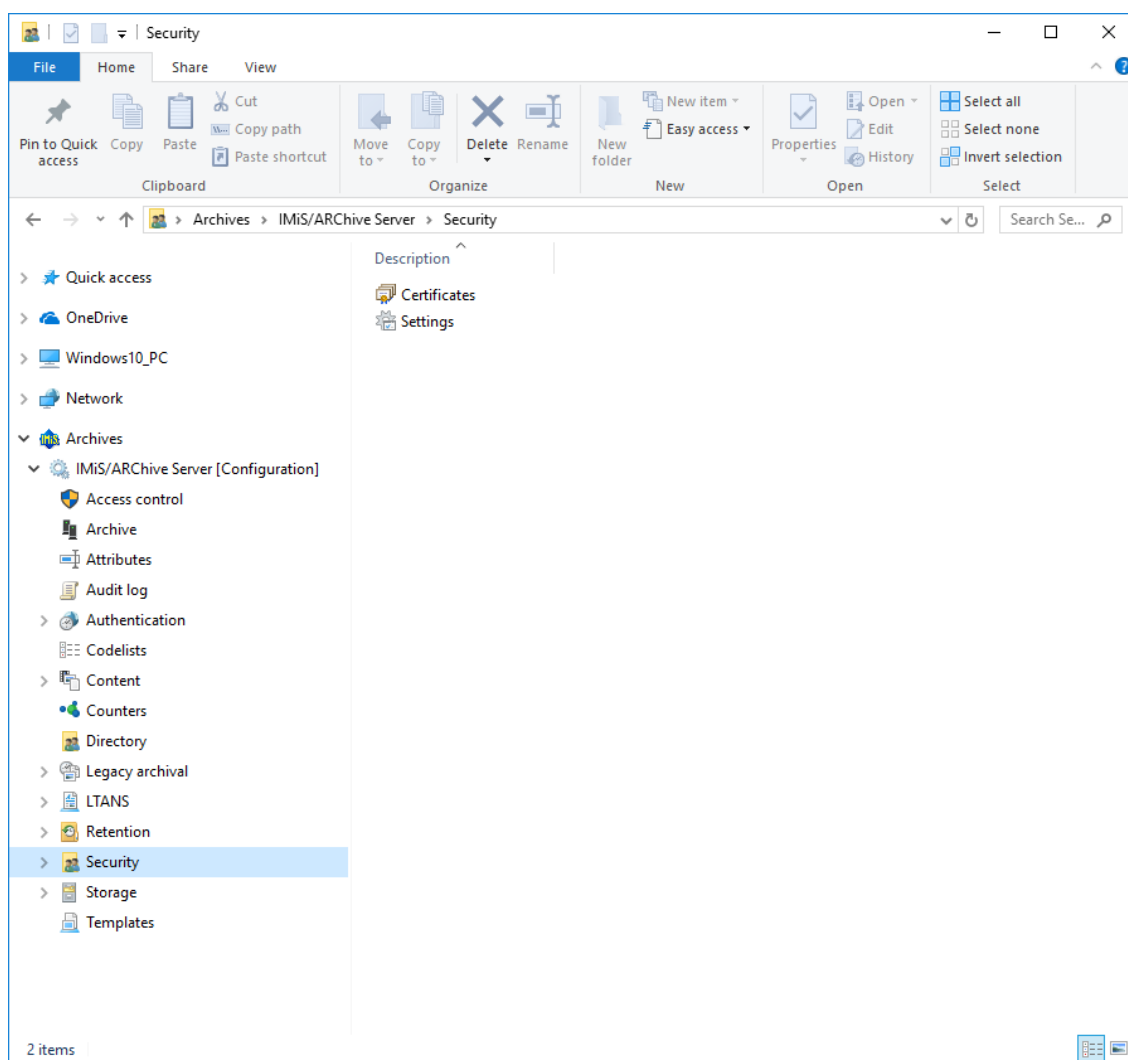 Security
File Home Share View
Pin to Quick access
Copy
Paste
Cut
Copy path
Paste shortcut
Clipboard
Move to
Copy to
Delete
Rename
Organize
New folder
New item
Easy access
New
Properties
Open
Edit
History
Open
Select all
Select none
Invert selection
Select
Archives > IMiS/ARChive Server > Security
Search Se...
Description
Certificates
Settings
Quick access
OneDrive
Windows10_PC
Network
Archives
IMiS/ARChive Server [Configuration]
Access control
Archive
Attributes
Audit log
Authentication
Codelists
Content
Counters
Directory
Legacy archival
LTANS
Retention
Security
Storage
Templates
2 items